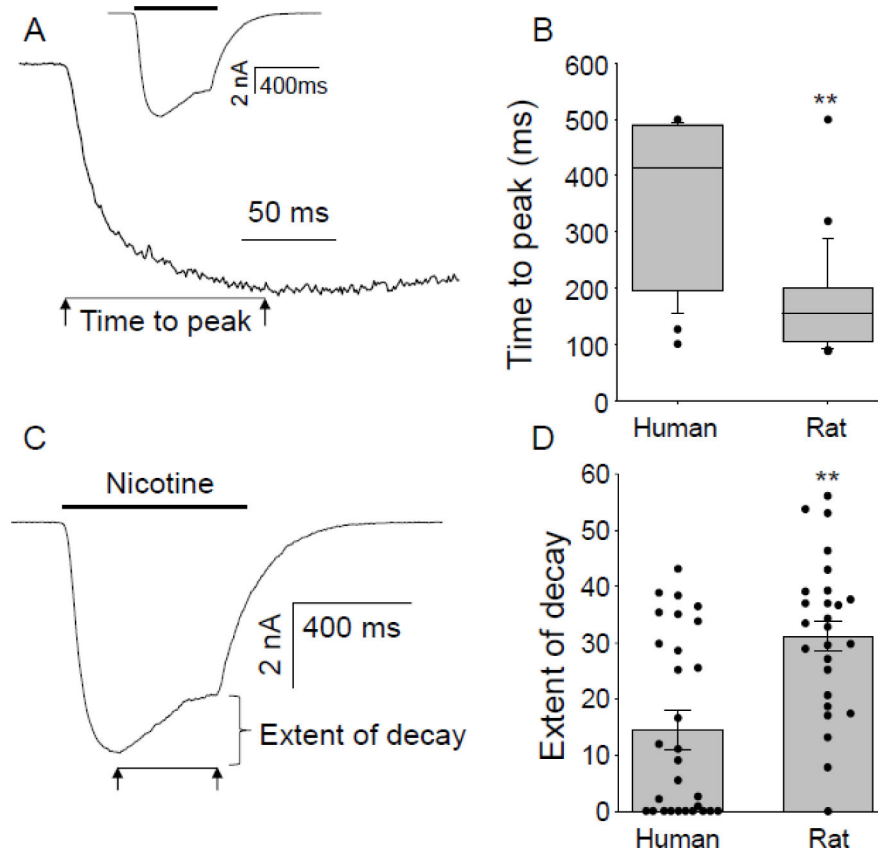 A
2 nA
400ms
50 ms
Time to peak
B
Time to peak (ms)
600
500
400
300
200
100
0
**
Human
Rat
C
Nicotine
2 nA
400 ms
Extent of decay
D
Extent of decay
60
50
40
30
20
10
0
**
Human
Rat